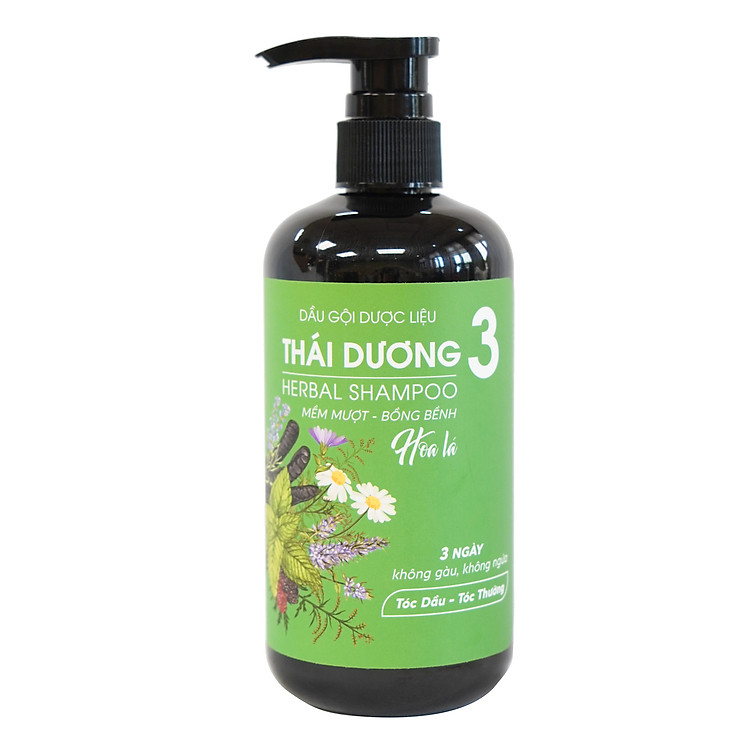 DẦU GỘI DƯỢC LIỆU
THÁI DƯƠNG 3
HERBAL SHAMPOO
MỀM MƯỢT - BỒNG BỀNH
Hoa lá
3 NGÀY
không gàu, không ngứa
Tóc Dầu - Tóc Thường